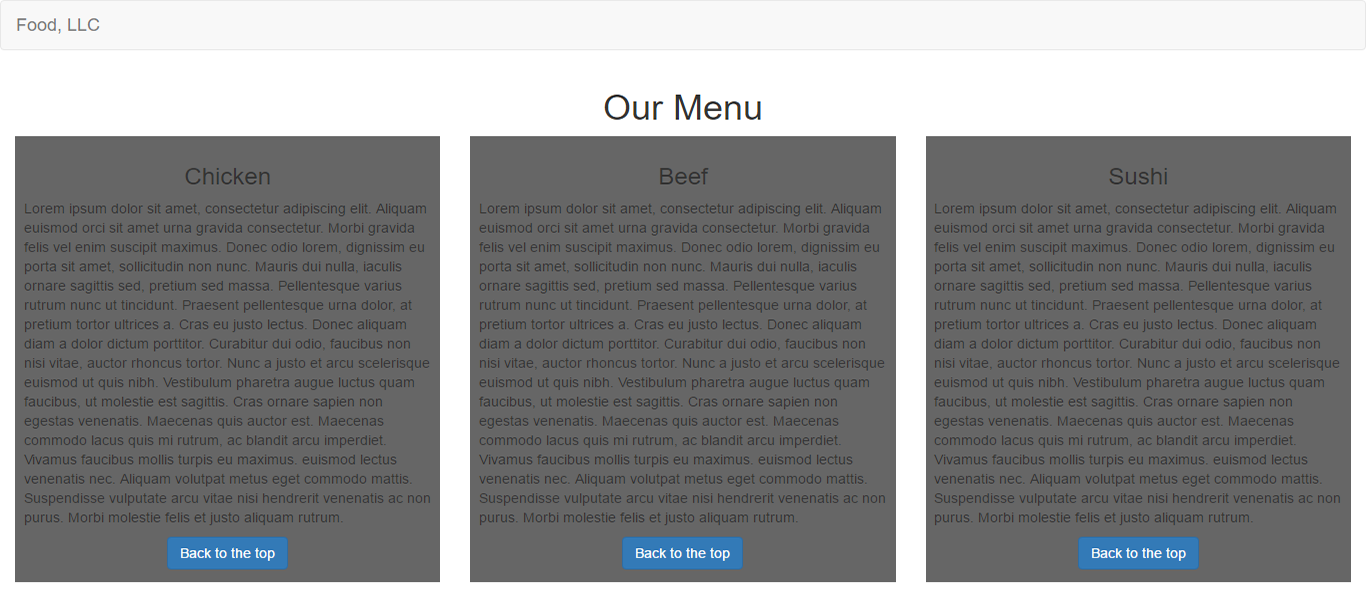 Food, LLC
Our Menu
Chicken
Lorem ipsum dolor sit amet, consectetur adipiscing elit. Aliquam
euismod orci sit amet urna gravida consectetur. Morbi gravida
felis vel enim suscipit maximus. Donec odio lorem, dignissim eu
porta sit amet, sollicitudin non nunc. Mauris dui nulla, iaculis
ornare sagittis sed, pretium sed massa. Pellentesque varius
rutrum nunc ut tincidunt. Praesent pellentesque urna dolor, at
pretium tortor ultrices a. Cras eu justo lectus. Donec aliquam
diam a dolor dictum porttitor. Curabitur dui odio, faucibus non
nisi vitae, auctor rhoncus tortor. Nunc a justo et arcu scelerisque
euismod ut quis nibh. Vestibulum pharetra augue luctus quam
faucibus, ut molestie est sagittis. Cras ornare sapien non
egestas venenatis. Maecenas quis auctor est. Maecenas
commodo lacus quis mi rutrum, ac blandit arcu imperdiet.
Vivamus faucibus mollis turpis eu maximus. euismod lectus
venenatis nec. Aliquam volutpat metus eget commodo mattis.
Suspendisse vulputate arcu vitae nisi hendrerit venenatis ac non
purus. Morbi molestie felis et justo aliquam rutrum.
Back to the top
Beef
Lorem ipsum dolor sit amet, consectetur adipiscing elit. Aliquam
euismod orci sit amet urna gravida consectetur. Morbi gravida
felis vel enim suscipit maximus. Donec odio lorem, dignissim eu
porta sit amet, sollicitudin non nunc. Mauris dui nulla, iaculis
ornare sagittis sed, pretium sed massa. Pellentesque varius
rutrum nunc ut tincidunt. Praesent pellentesque urna dolor, at
pretium tortor ultrices a. Cras eu justo lectus. Donec aliquam
diam a dolor dictum porttitor. Curabitur dui odio, faucibus non
nisi vitae, auctor rhoncus tortor. Nunc a justo et arcu scelerisque
euismod ut quis nibh. Vestibulum pharetra augue luctus quam
faucibus, ut molestie est sagittis. Cras ornare sapien non
egestas venenatis. Maecenas quis auctor est. Maecenas
commodo lacus quis mi rutrum, ac blandit arcu imperdiet.
Vivamus faucibus mollis turpis eu maximus. euismod lectus
venenatis nec. Aliquam volutpat metus eget commodo mattis.
Suspendisse vulputate arcu vitae nisi hendrerit venenatis ac non
purus. Morbi molestie felis et justo aliquam rutrum.
Back to the top
Sushi
Lorem ipsum dolor sit amet, consectetur adipiscing elit. Aliquam
euismod orci sit amet urna gravida consectetur. Morbi gravida
felis vel enim suscipit maximus. Donec odio lorem, dignissim eu
porta sit amet, sollicitudin non nunc. Mauris dui nulla, iaculis
ornare sagittis sed, pretium sed massa. Pellentesque varius
rutrum nunc ut tincidunt. Praesent pellentesque urna dolor, at
pretium tortor ultrices a. Cras eu justo lectus. Donec aliquam
diam a dolor dictum porttitor. Curabitur dui odio, faucibus non
nisi vitae, auctor rhoncus tortor. Nunc a justo et arcu scelerisque
euismod ut quis nibh. Vestibulum pharetra augue luctus quam
faucibus, ut molestie est sagittis. Cras ornare sapien non
egestas venenatis. Maecenas quis auctor est. Maecenas
commodo lacus quis mi rutrum, ac blandit arcu imperdiet.
Vivamus faucibus mollis turpis eu maximus. euismod lectus
venenatis nec. Aliquam volutpat metus eget commodo mattis.
Suspendisse vulputate arcu vitae nisi hendrerit venenatis ac non
purus. Morbi molestie felis et justo aliquam rutrum.
Back to the top